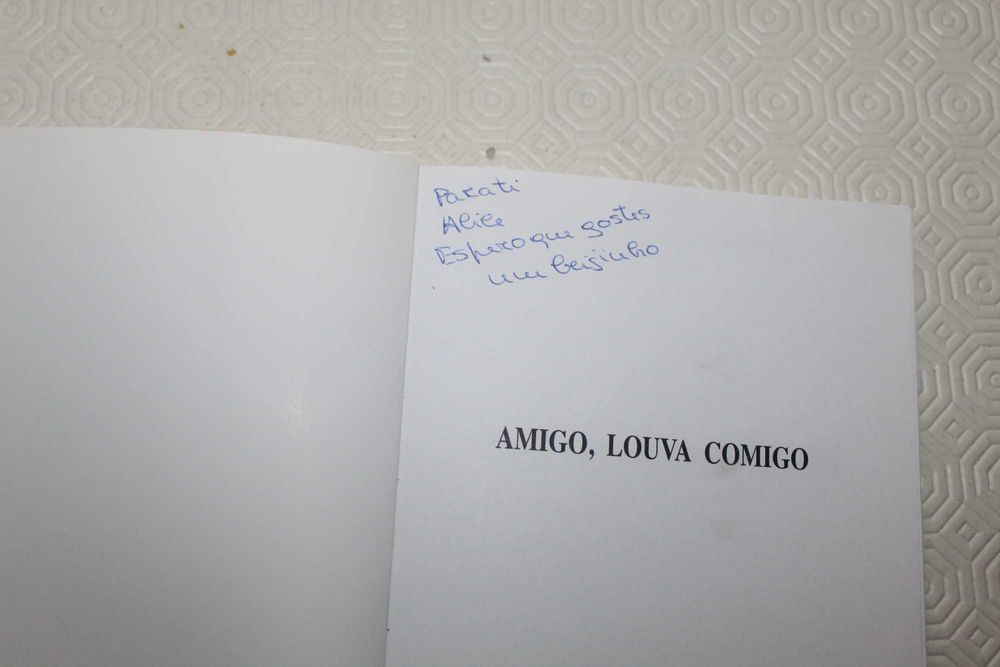 Para ti
Alice
Espero que gostes
um beijinho
AMIGO, LOUVA COMIGO